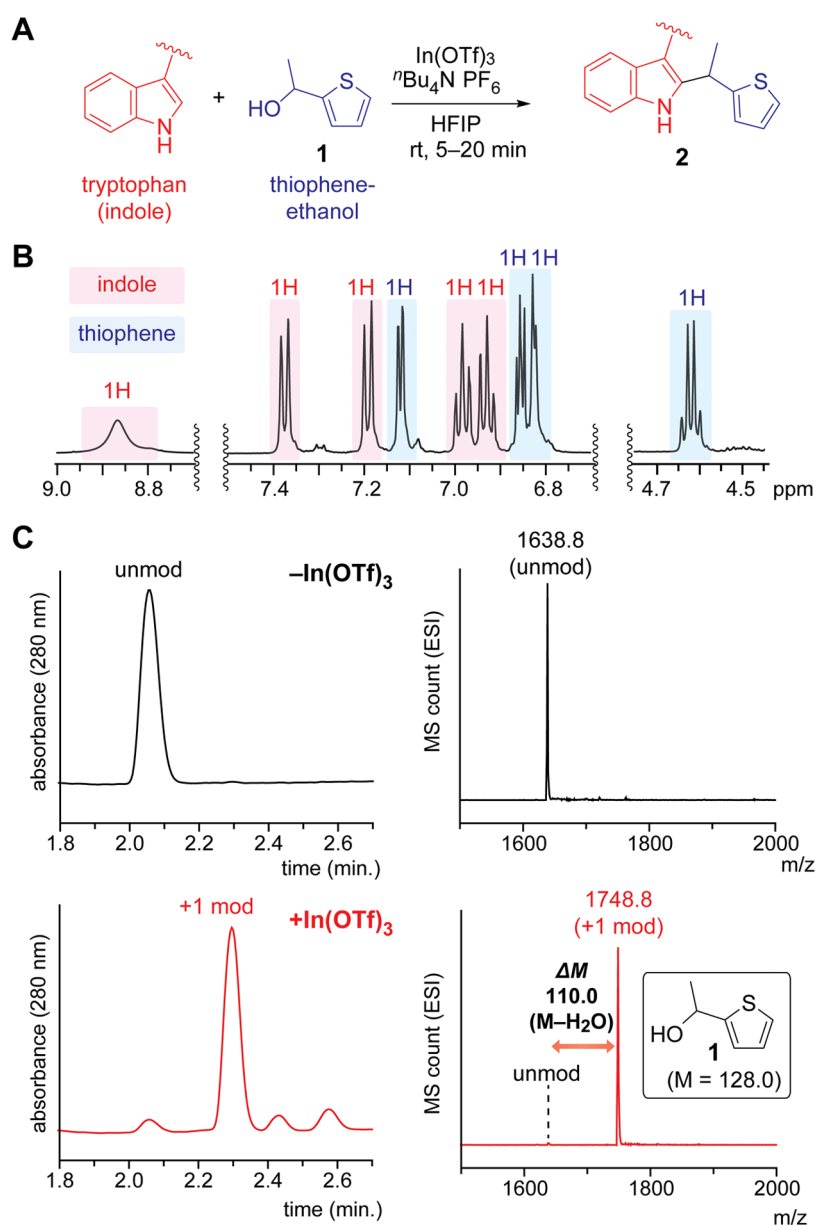 A
In(OTf)3
nBu4N PF6
HFIP
rt, 5–20 min
+
N
H
HO
S
1
N
H
S
2
tryptophan
(indole)
thiophene-
ethanol
B
indole
thiophene
1H
1H
1H
1H
1H
1H
1H
1H
1H
9.0
8.8
7.4
7.2
7.0
6.8
4.7
4.5
ppm
C
unmod
–In(OTf)3
absorbance (280 nm)
1.8
2.0
2.2
2.4
2.6
time (min.)
1638.8
(unmod)
MS count (ESI)
1600
1800
2000
m/z
+1 mod
+In(OTf)3
absorbance (280 nm)
1.8
2.0
2.2
2.4
2.6
time (min.)
1748.8
(+1 mod)
ΔM
110.0
(M–H2O)
unmod
HO
S
1
(M = 128.0)
MS count (ESI)
1600
1800
2000
m/z